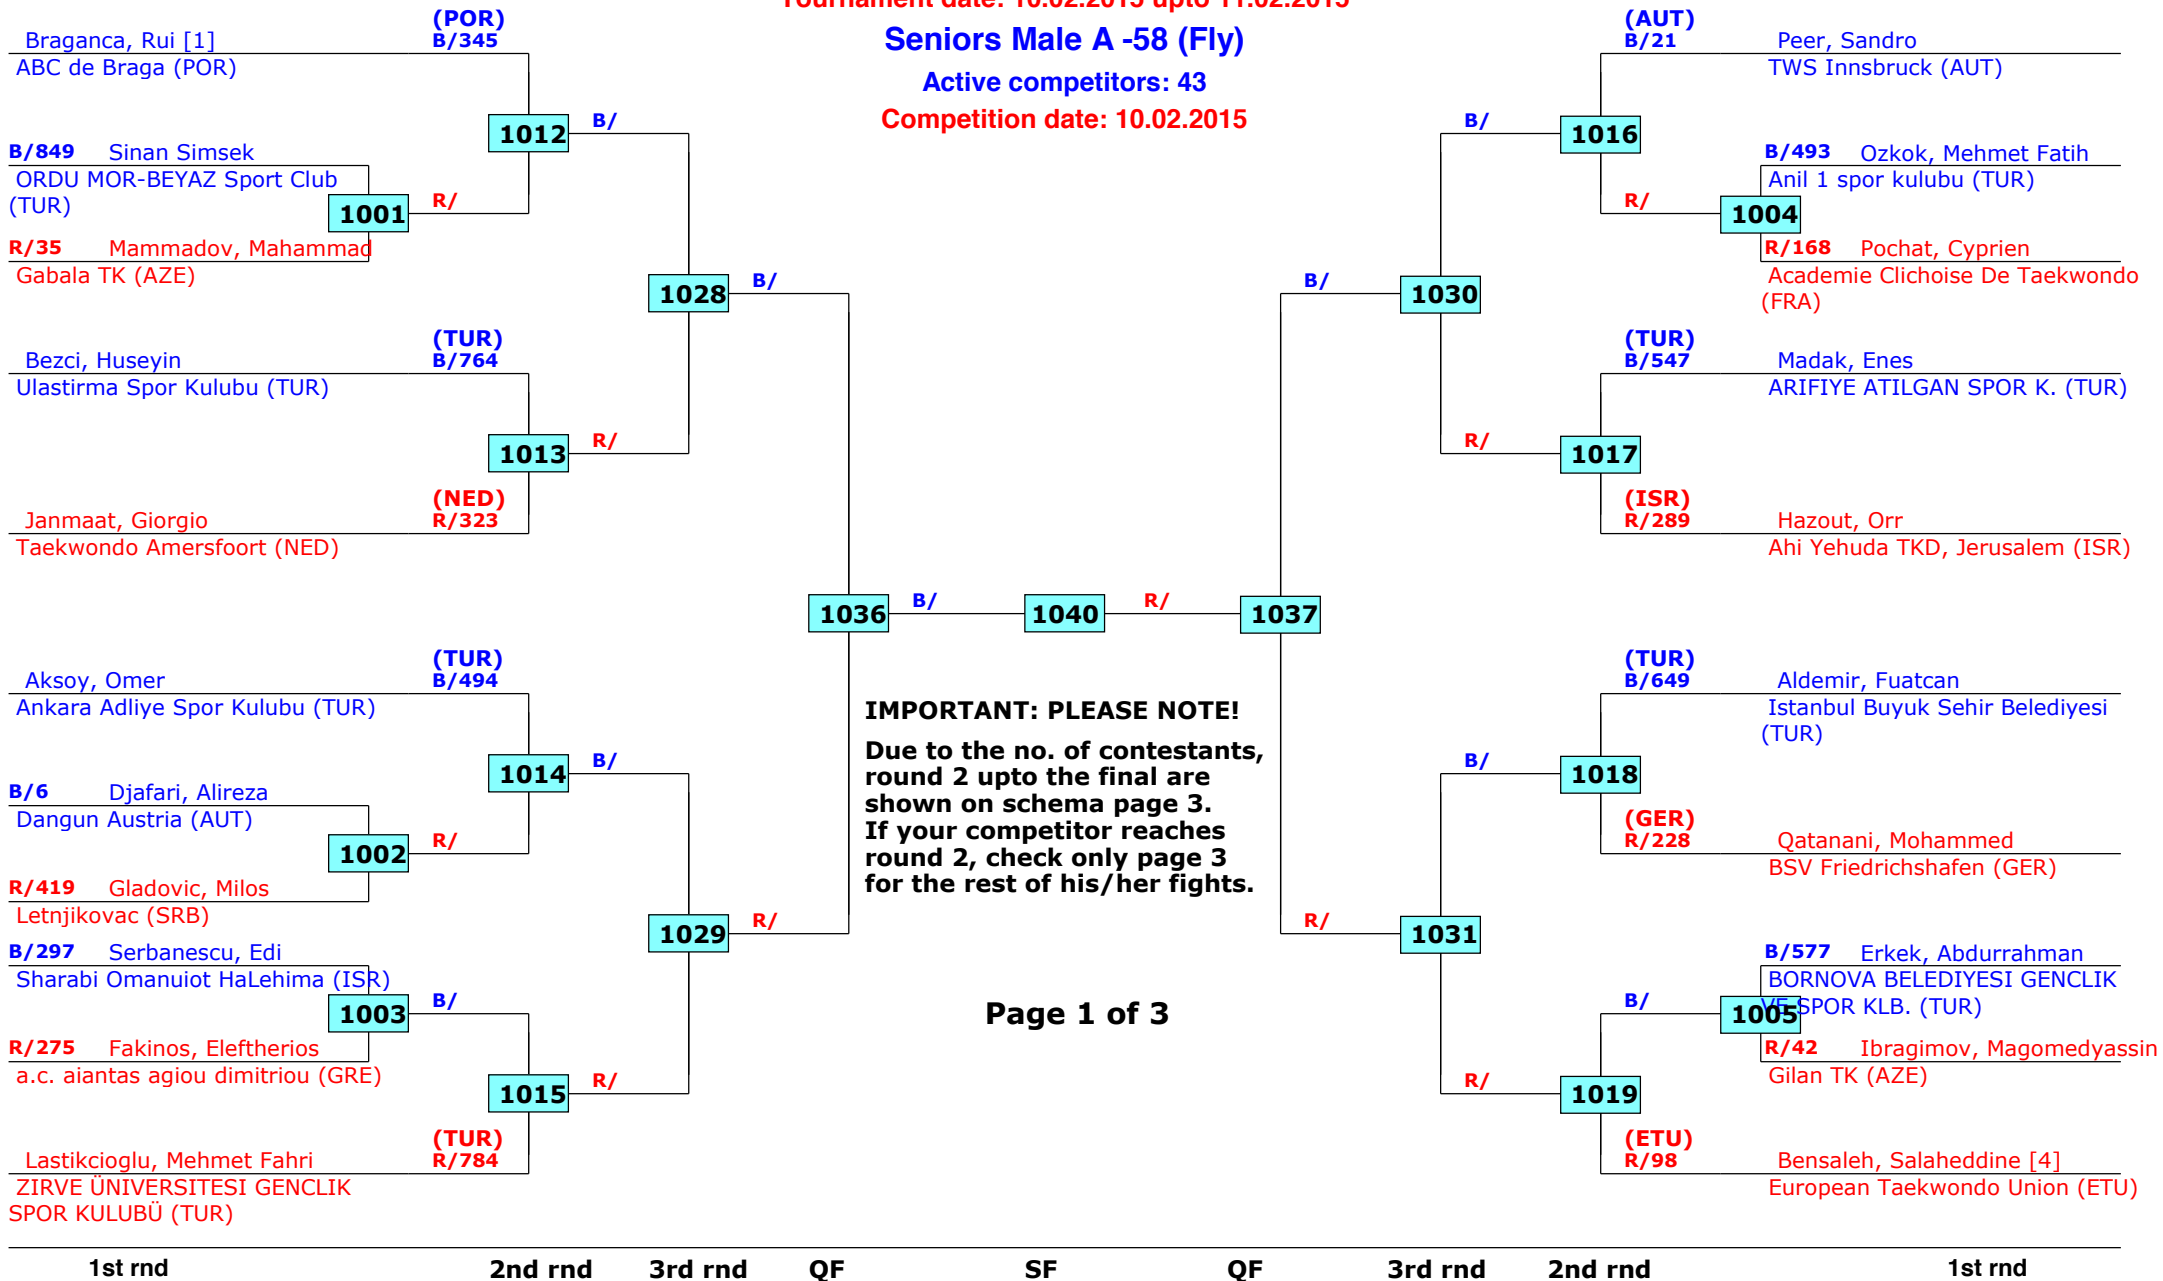 Tournament date: 10.02.2015 upto 11.02.2015
Seniors Male A -58 (Fly)
Active competitors: 43
Competition date: 10.02.2015
(POR)
Braganca, Rui [1] B/345
ABC de Braga (POR)
1012 B/
B/849 Sinan Simsek
ORDU MOR-BEYAZ Sport Club
(TUR)
1001 R/
R/35 Mammadov, Mahammad
Gabala TK (AZE)
1028 B/
(TUR)
Bezci, Huseyin B/764
Ulastirma Spor Kulubu (TUR)
1013 R/
(NED)
Janmaat, Giorgio R/323
Taekwondo Amersfoort (NED)
1036 B/
(TUR)
Aksoy, Omer B/494
Ankara Adliye Spor Kulubu (TUR)
1014 B/
B/6 Djafari, Alireza
Dangun Austria (AUT)
1002 R/
R/419 Gladovic, Milos
Letnjikovac (SRB)
1029 R/
B/297 Serbanescu, Edi
Sharabi Omanuiot HaLehima (ISR)
1003 B/
R/275 Fakinos, Eleftherios
a.c. aiantas agiou dimitriou (GRE)
1015 R/
(TUR)
Lastikcioglu, Mehmet Fahri R/784
ZIRVE ÜNIVERSITESI GENCLIK
SPOR KULUBÜ (TUR)
1040
IMPORTANT: PLEASE NOTE!
Due to the no. of contestants,
round 2 upto the final are
shown on schema page 3.
If your competitor reaches
round 2, check only page 3
for the rest of his/her fights.
Page 1 of 3
(AUT)
B/21 Peer, Sandro
TWS Innsbruck (AUT)
B/ 1016
B/493 Ozkok, Mehmet Fatih
Anil 1 spor kulubu (TUR)
R/ 1004
R/168 Pochat, Cyprien
Academie Clichoise De Taekwondo
(FRA)
B/ 1030
(TUR)
B/547 Madak, Enes
ARIFIYE ATILGAN SPOR K. (TUR)
R/ 1017
(ISR)
R/289 Hazout, Orr
Ahi Yehuda TKD, Jerusalem (ISR)
R/ 1037
(TUR)
B/649 Aldemir, Fuatcan
Istanbul Buyuk Sehir Belediyesi
(TUR)
B/ 1018
(GER)
R/228 Qatanani, Mohammed
BSV Friedrichshafen (GER)
R/ 1031
B/577 Erkek, Abdurrahman
BORNOVA BELEDIYESI GENCLIK
VE SPOR KLB. (TUR)
B/ 1005
R/42 Ibragimov, Magomedyassin
Gilan TK (AZE)
R/ 1019
(ETU)
R/98 Bensaleh, Salaheddine [4]
European Taekwondo Union (ETU)
1st rnd 2nd rnd 3rd rnd QF SF QF 3rd rnd 2nd rnd 1st rnd